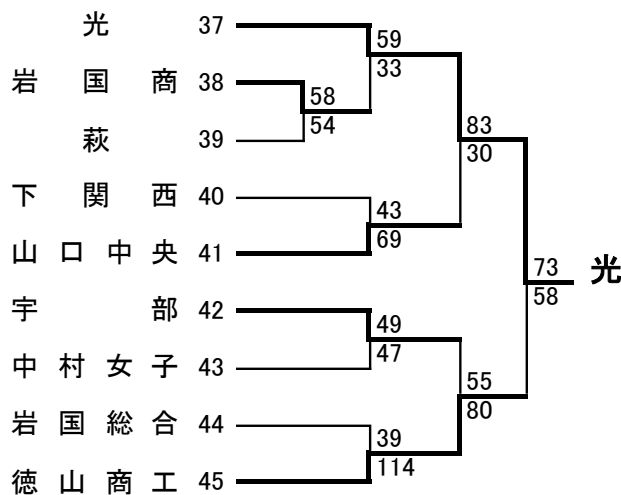 光 37
岩国商 38
萩 39
下関西 40
山口中央 41
宇部 42
中村女子 43
岩国総合 44
徳山商工 45
58
54
59
33
43
69
49
47
39
114
83
30
55
80
73
58
光